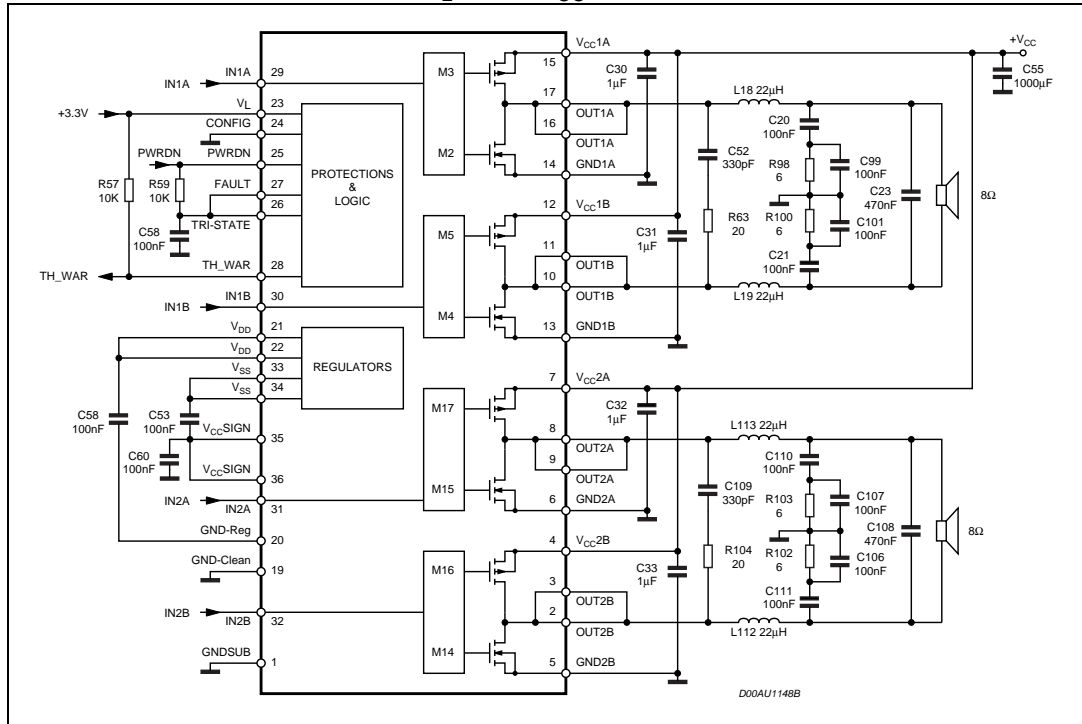 VCC1A
+VCC
15
M3
C30
1µF
C55
1000µF
IN1A
IN1A
29
17
L18 22µH
VL
23
OUT1A
C20
100nF
+3.3V
CONFIG
24
16
OUT1A
M2
14
GND1A
C52
330pF
R98
6
C99
100nF
C23
470nF
8Ω
PWRDN
PWRDN
25
PROTECTIONS
&
LOGIC
R57
10K
R59
10K
FAULT
27
26
TRI-STATE
C58
100nF
12
VCC1B
M5
C31
1µF
R63
20
R100
6
C101
100nF
11
OUT1B
C21
100nF
TH_WAR
TH_WAR
28
10
OUT1B
L19 22µH
IN1B
IN1B
30
M4
13
GND1B
VDD
21
VDD
22
VSS
33
VSS
34
REGULATORS
7
VCC2A
C58
100nF
C53
100nF
M17
C32
1µF
L113 22µH
VCCSIGN
35
8
OUT2A
C110
100nF
C60
100nF
9
OUT2A
VCCSIGN
36
M15
C109
330pF
R103
6
C107
100nF
C108
470nF
8Ω
IN2A
IN2A
31
6
GND2A
GND-Reg
20
4
VCC2B
R104
20
R102
6
C106
100nF
GND-Clean
19
M16
C33
1µF
3
OUT2B
C111
100nF
IN2B
IN2B
32
2
OUT2B
L112 22µH
M14
GNDSUB
1
5
GND2B
D00AU1148B